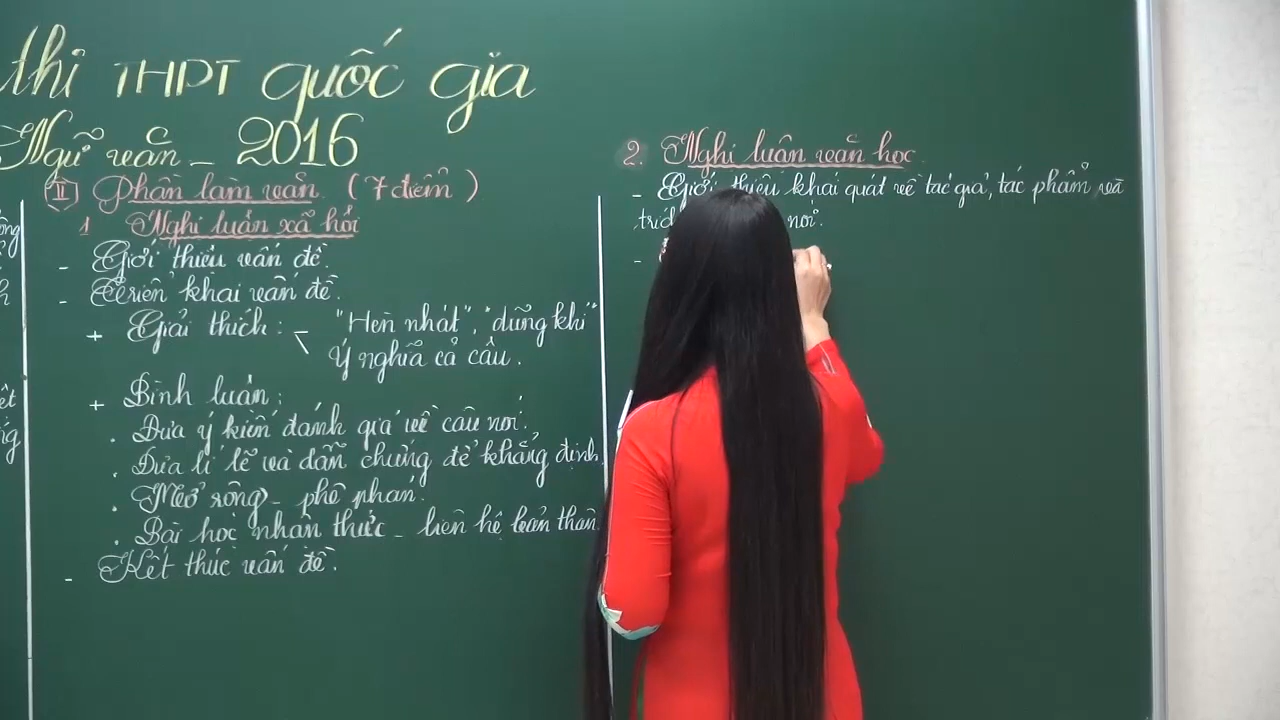 thi THPT quốc gia
Ngữ văn - 2016
II Phần làm văn (7 điểm)
1 Nghị luận xã hội
- Giới thiệu vấn đề.
- Triển khai vấn đề.
+ Giải thích: - "Hèn nhát", "dũng khí"
\ Ý nghĩa cả câu.
+ Bình luận:
. Đưa ý kiến đánh giá về câu nói.
. Đưa lí lẽ và dẫn chứng để khẳng định.
. Mở rộng - phê phán.
. Bài học nhận thức - liên hệ bản thân.
- Kết thúc vấn đề.
2. Nghị luận văn học
- Giới thiệu khái quát về tác giả, tác phẩm và
nói.
-